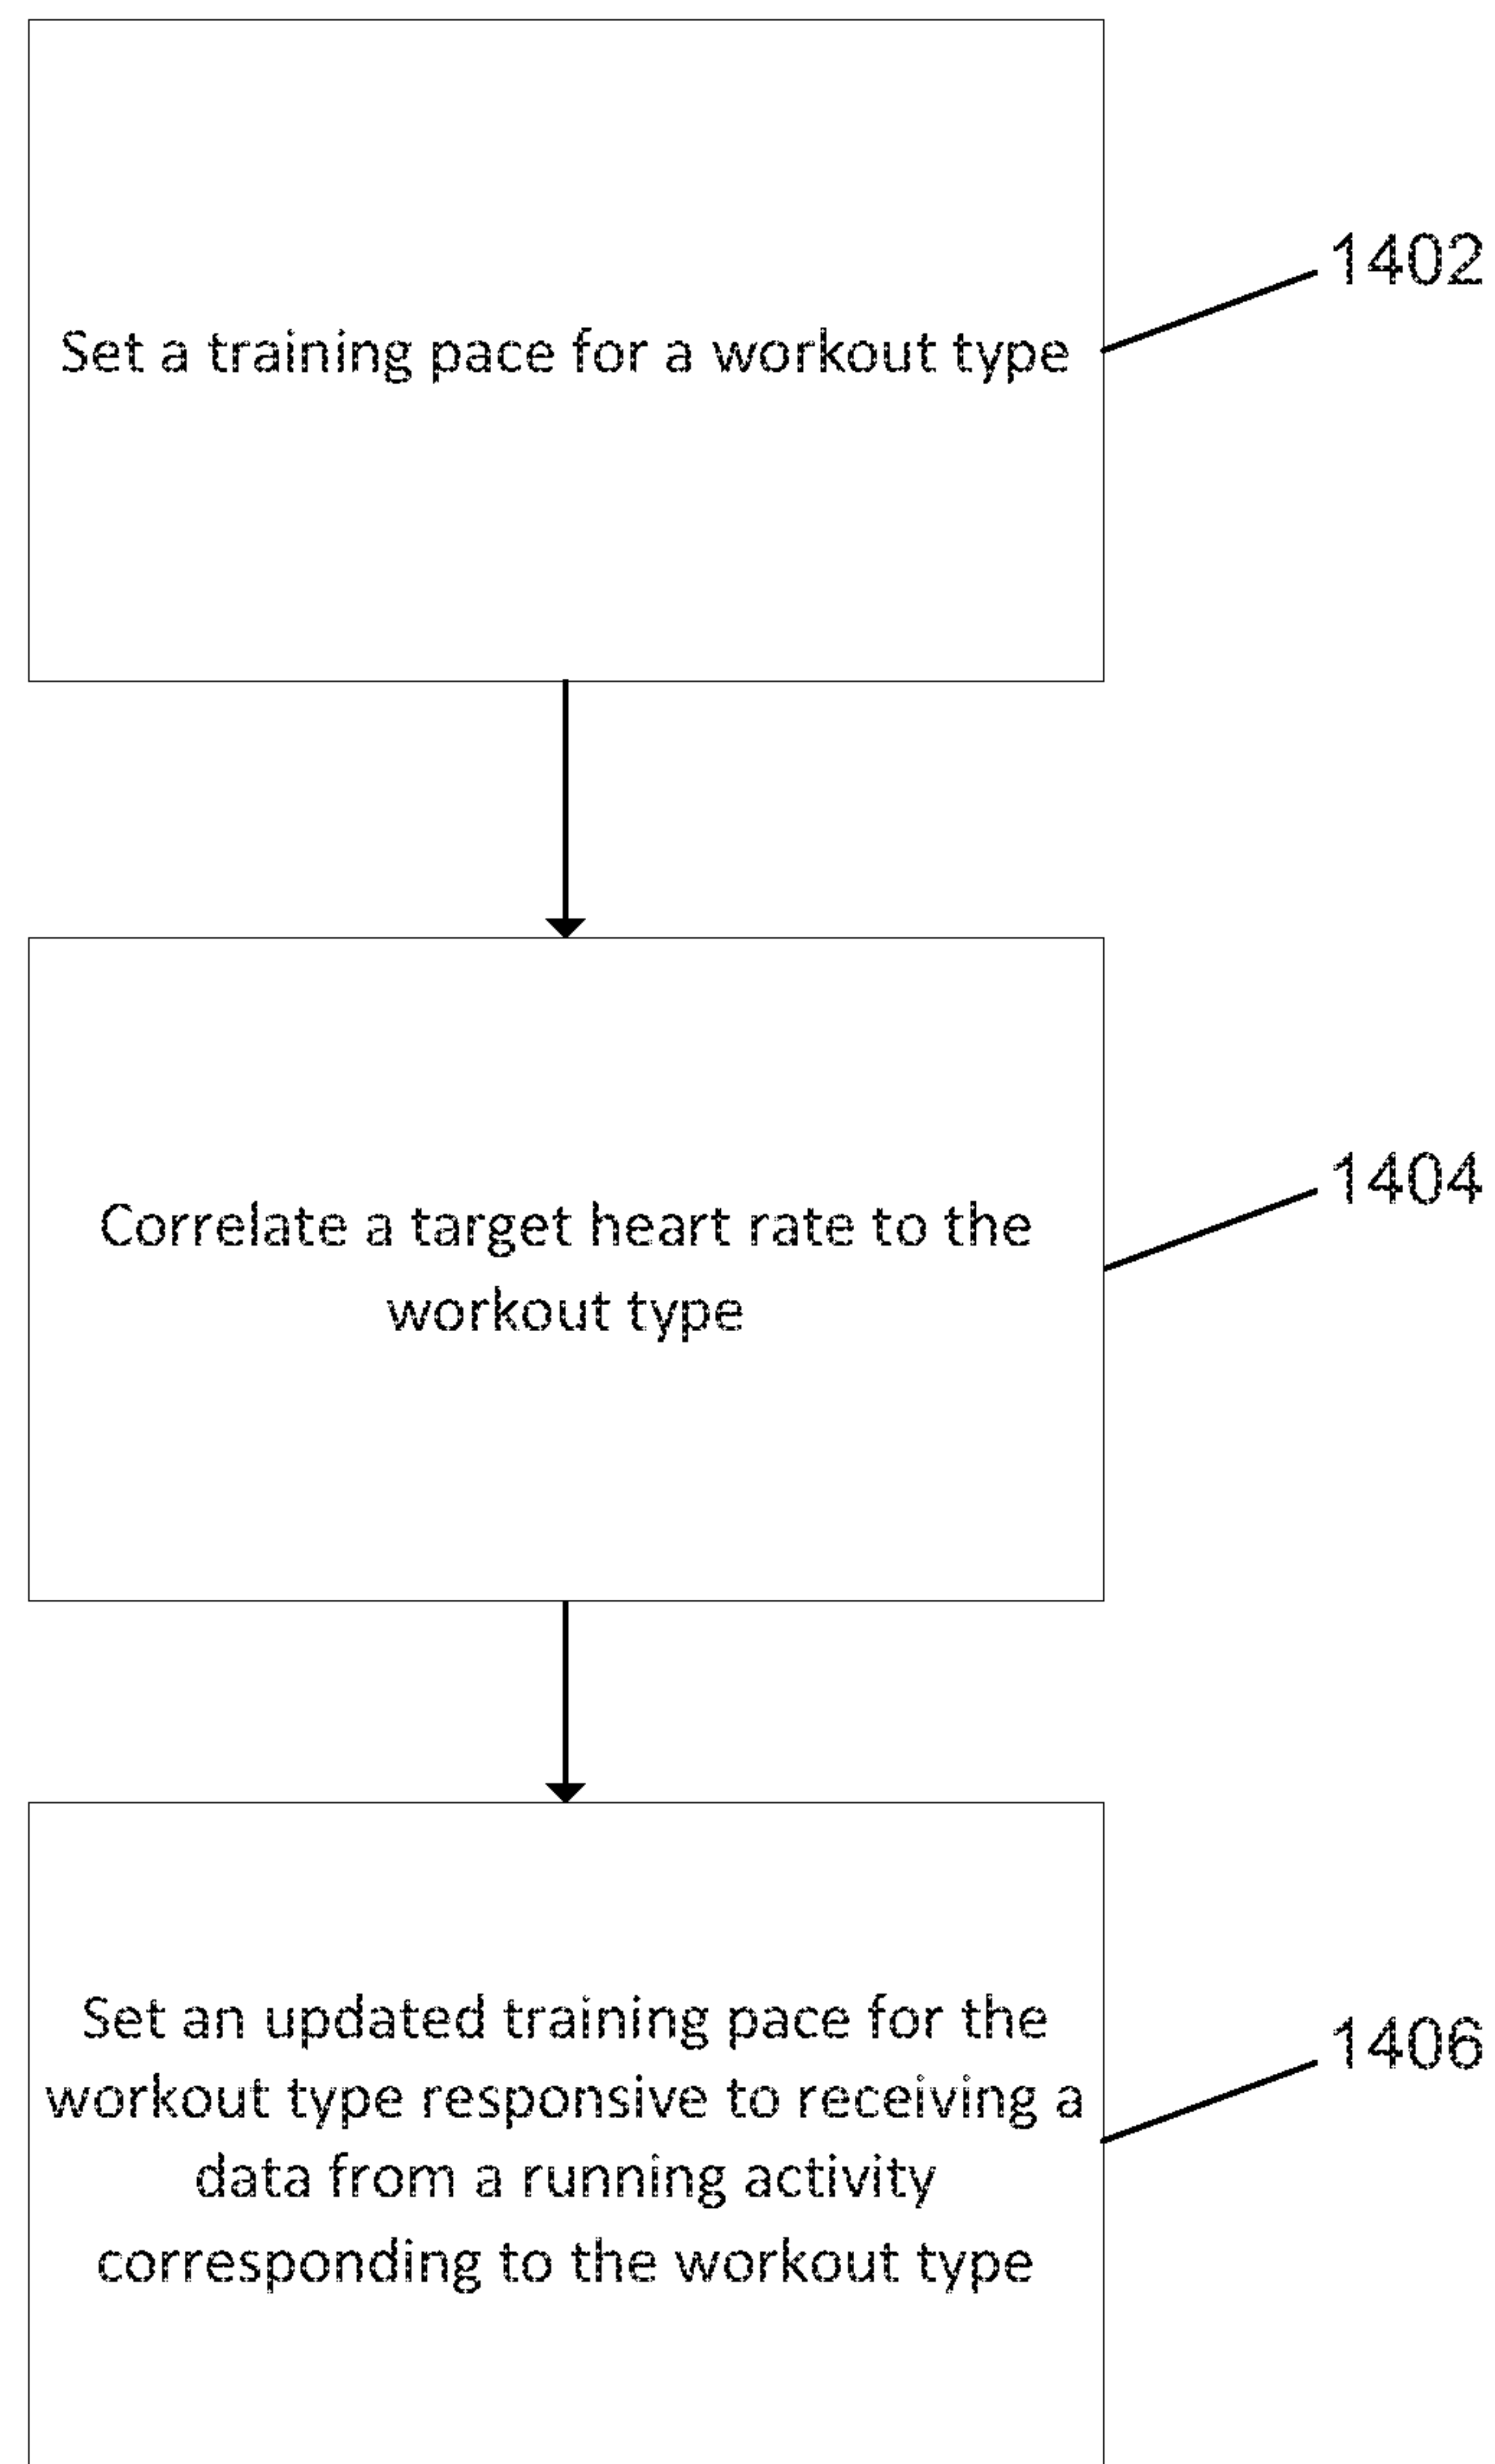 Set a training pace for a workout type
1402
Correlate a target heart rate to the
workout type
1404
Set an updated training pace for the
workout type responsive to receiving a
data from a running activity
corresponding to the workout type
1406